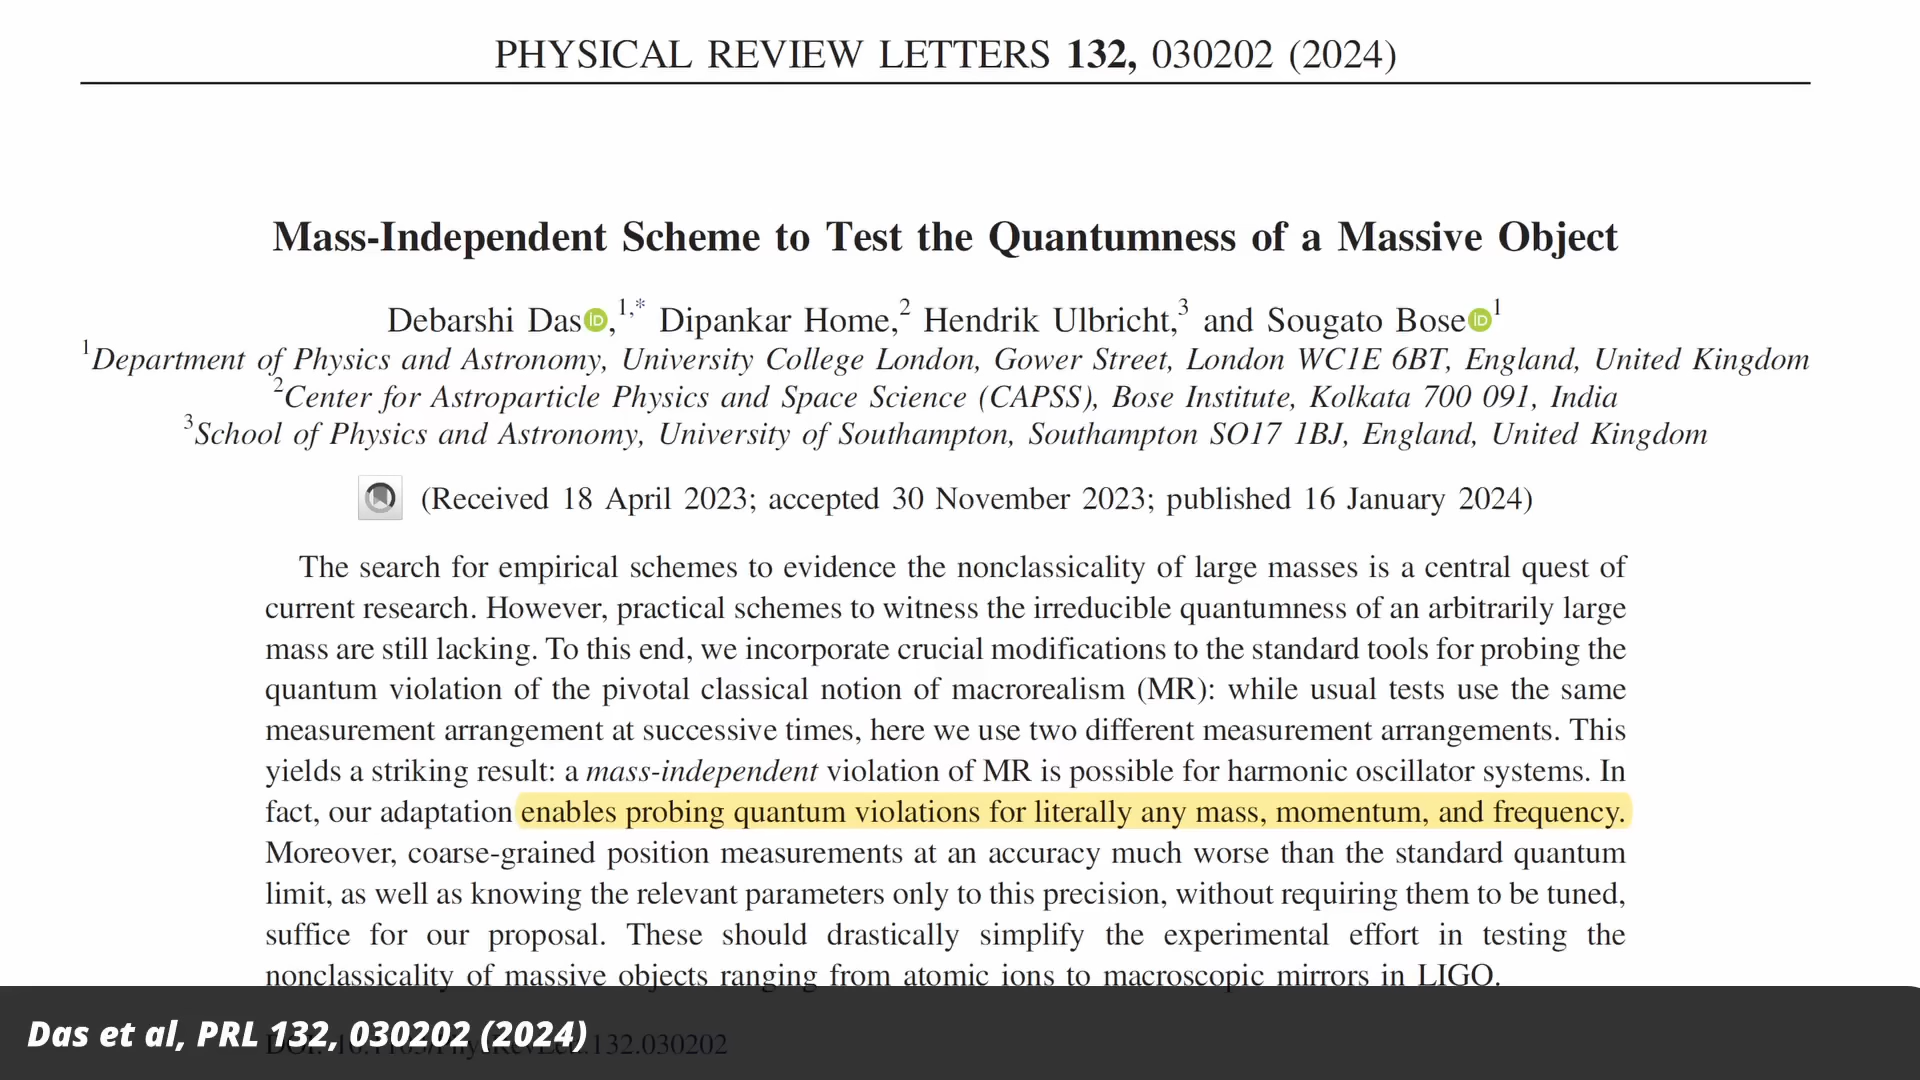 PHYSICAL REVIEW LETTERS 132, 030202 (2024)
Mass-Independent Scheme to Test the Quantumness of a Massive Object
Debarshi Das,1,* Dipankar Home,2 Hendrik Ulbricht,3 and Sougato Bose1
1Department of Physics and Astronomy, University College London, Gower Street, London WC1E 6BT, England, United Kingdom
2Center for Astroparticle Physics and Space Science (CAPSS), Bose Institute, Kolkata 700 091, India
3School of Physics and Astronomy, University of Southampton, Southampton SO17 1BJ, England, United Kingdom
(Received 18 April 2023; accepted 30 November 2023; published 16 January 2024)
The search for empirical schemes to evidence the nonclassicality of large masses is a central quest of
current research. However, practical schemes to witness the irreducible quantumness of an arbitrarily large
mass are still lacking. To this end, we incorporate crucial modifications to the standard tools for probing the
quantum violation of the pivotal classical notion of macrorealism (MR): while usual tests use the same
measurement arrangement at successive times, here we use two different measurement arrangements. This
yields a striking result: a mass-independent violation of MR is possible for harmonic oscillator systems. In
fact, our adaptation enables probing quantum violations for literally any mass, momentum, and frequency.
Moreover, coarse-grained position measurements at an accuracy much worse than the standard quantum
limit, as well as knowing the relevant parameters only to this precision, without requiring them to be tuned,
suffice for our proposal. These should drastically simplify the experimental effort in testing the
nonclassicality of massive objects ranging from atomic ions to macroscopic mirrors in LIGO.
Das et al, PRL 132, 030202 (2024)